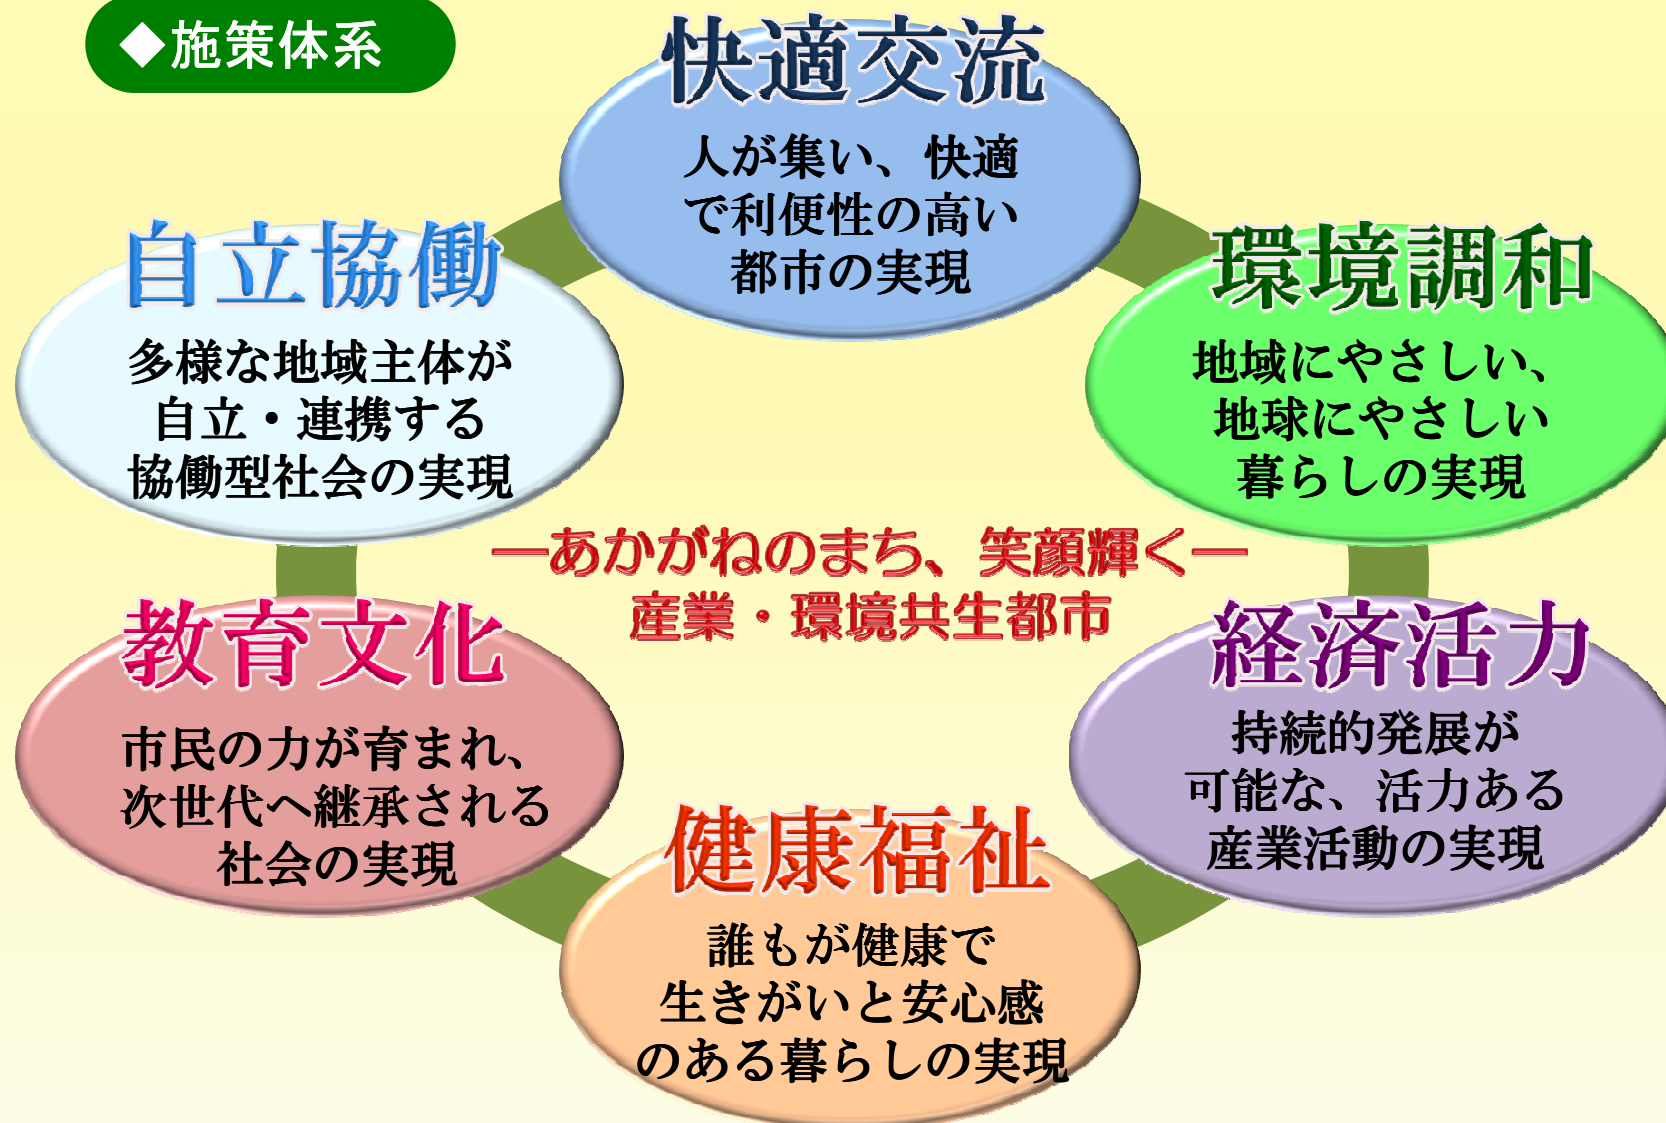 ◆施策体系
快適交流
人が集い、快適
で利便性の高い
都市の実現
自立協働
多様な地域主体が
自立・連携する
協働型社会の実現
環境調和
地域にやさしい、
地球にやさしい
暮らしの実現
―あかがねのまち、笑顔輝く―
産業・環境共生都市
教育文化
市民の力が育まれ、
次世代へ継承される
社会の実現
経済活力
持続的発展が
可能な、活力ある
産業活動の実現
健康福祉
誰もが健康で
生きがいと安心感
のある暮らしの実現